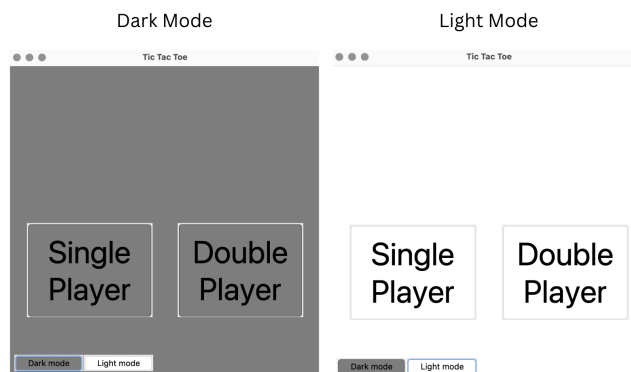 Dark Mode
Tic Tac Toe
Single
Player
Double
Player
Dark mode
Light mode
Light Mode
Tic Tac Toe
Single
Player
Double
Player
Dark mode
Light mode